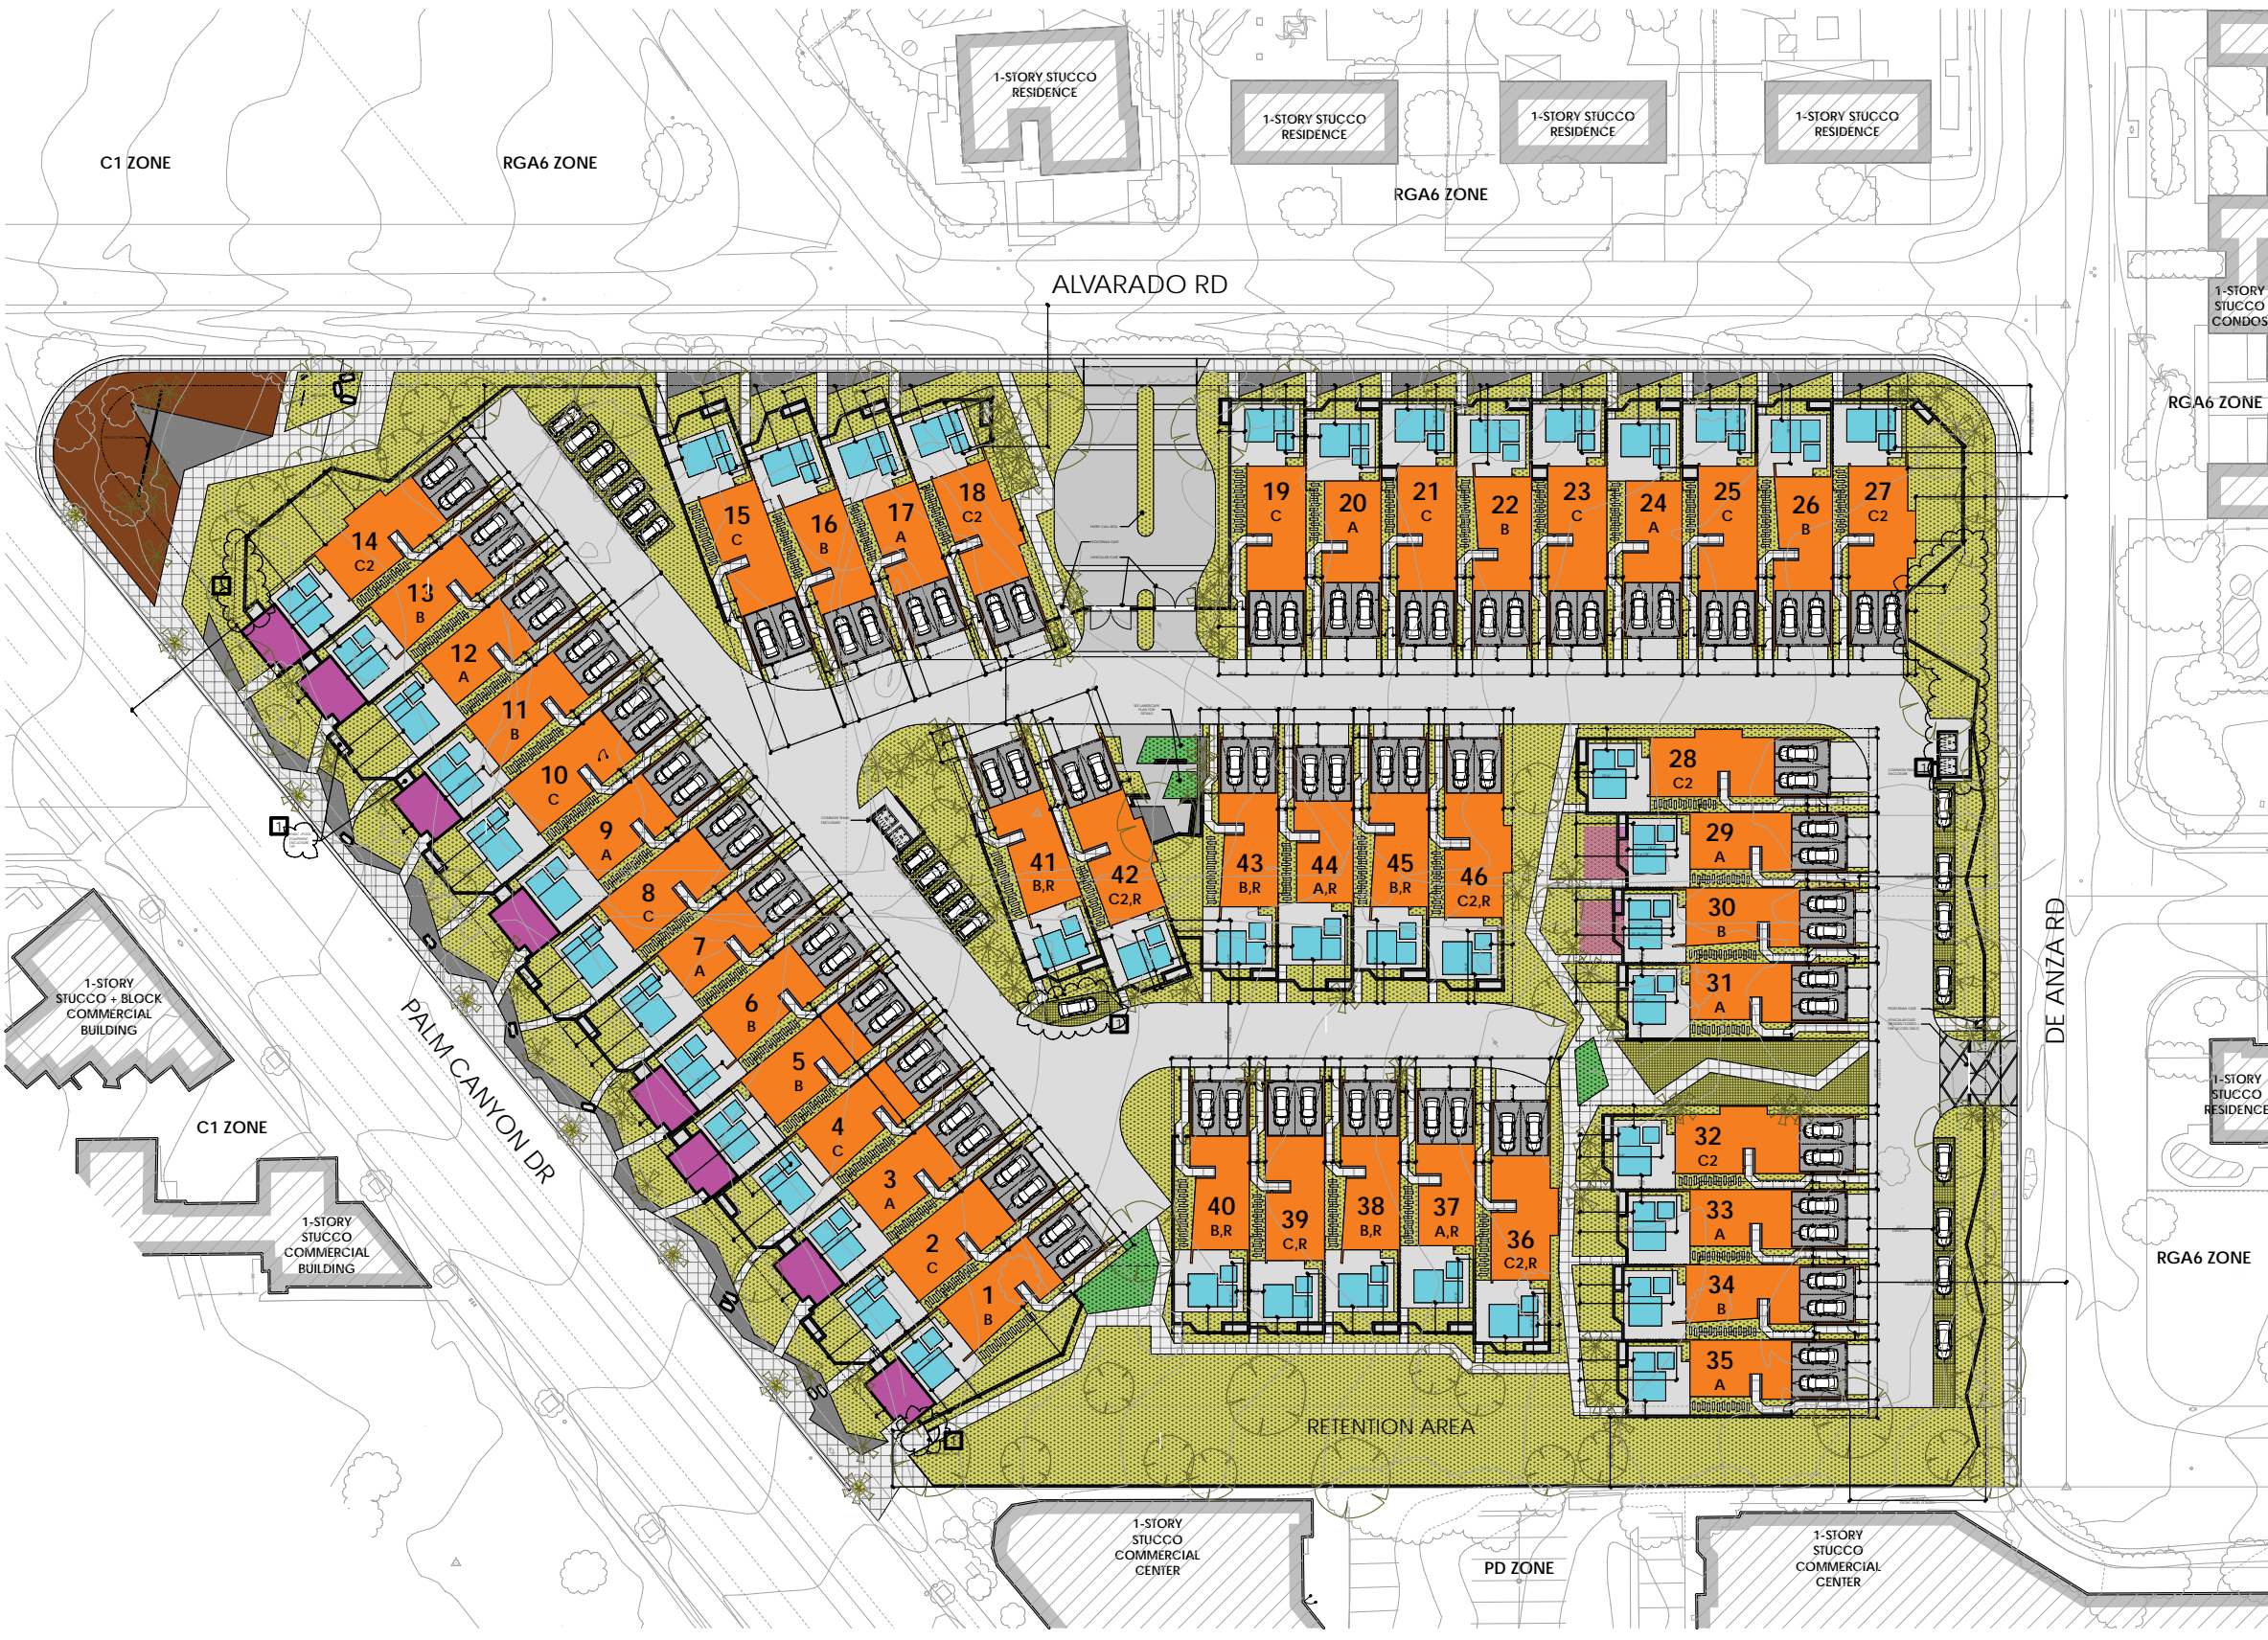 1-STORY STUCCO
RESIDENCE
1-STORY STUCCO
RESIDENCE
1-STORY STUCCO
RESIDENCE
1-STORY STUCCO
RESIDENCE
C1 ZONE
RGA6 ZONE
RGA6 ZONE
ALVARADO RD
1-STORY
STUCCO
CONDOS
RGA6 ZONE
14
C2
13
B
12
A
11
B
10
C
9
A
8
C
7
A
6
B
5
B
4
C
3
A
2
C
1
B
15
C
16
B
17
A
18
C2
19
C
20
A
21
C
22
B
23
C
24
A
25
C
26
B
27
C2
28
C2
29
A
30
B
31
A
32
C2
33
A
34
B
35
A
41
B,R
42
C2,R
43
B,R
44
A,R
45
B,R
46
C2,R
40
B,R
39
C,R
38
B,R
37
A,R
36
C2,R
PALM CANYON DR
DE ANZA RD
1-STORY
STUCCO + BLOCK
COMMERCIAL
BUILDING
C1 ZONE
1-STORY
STUCCO
COMMERCIAL
BUILDING
1-STORY
STUCCO
RESIDENCE
RGA6 ZONE
RETENTION AREA
1-STORY
STUCCO
COMMERCIAL
CENTER
PD ZONE
1-STORY
STUCCO
COMMERCIAL
CENTER